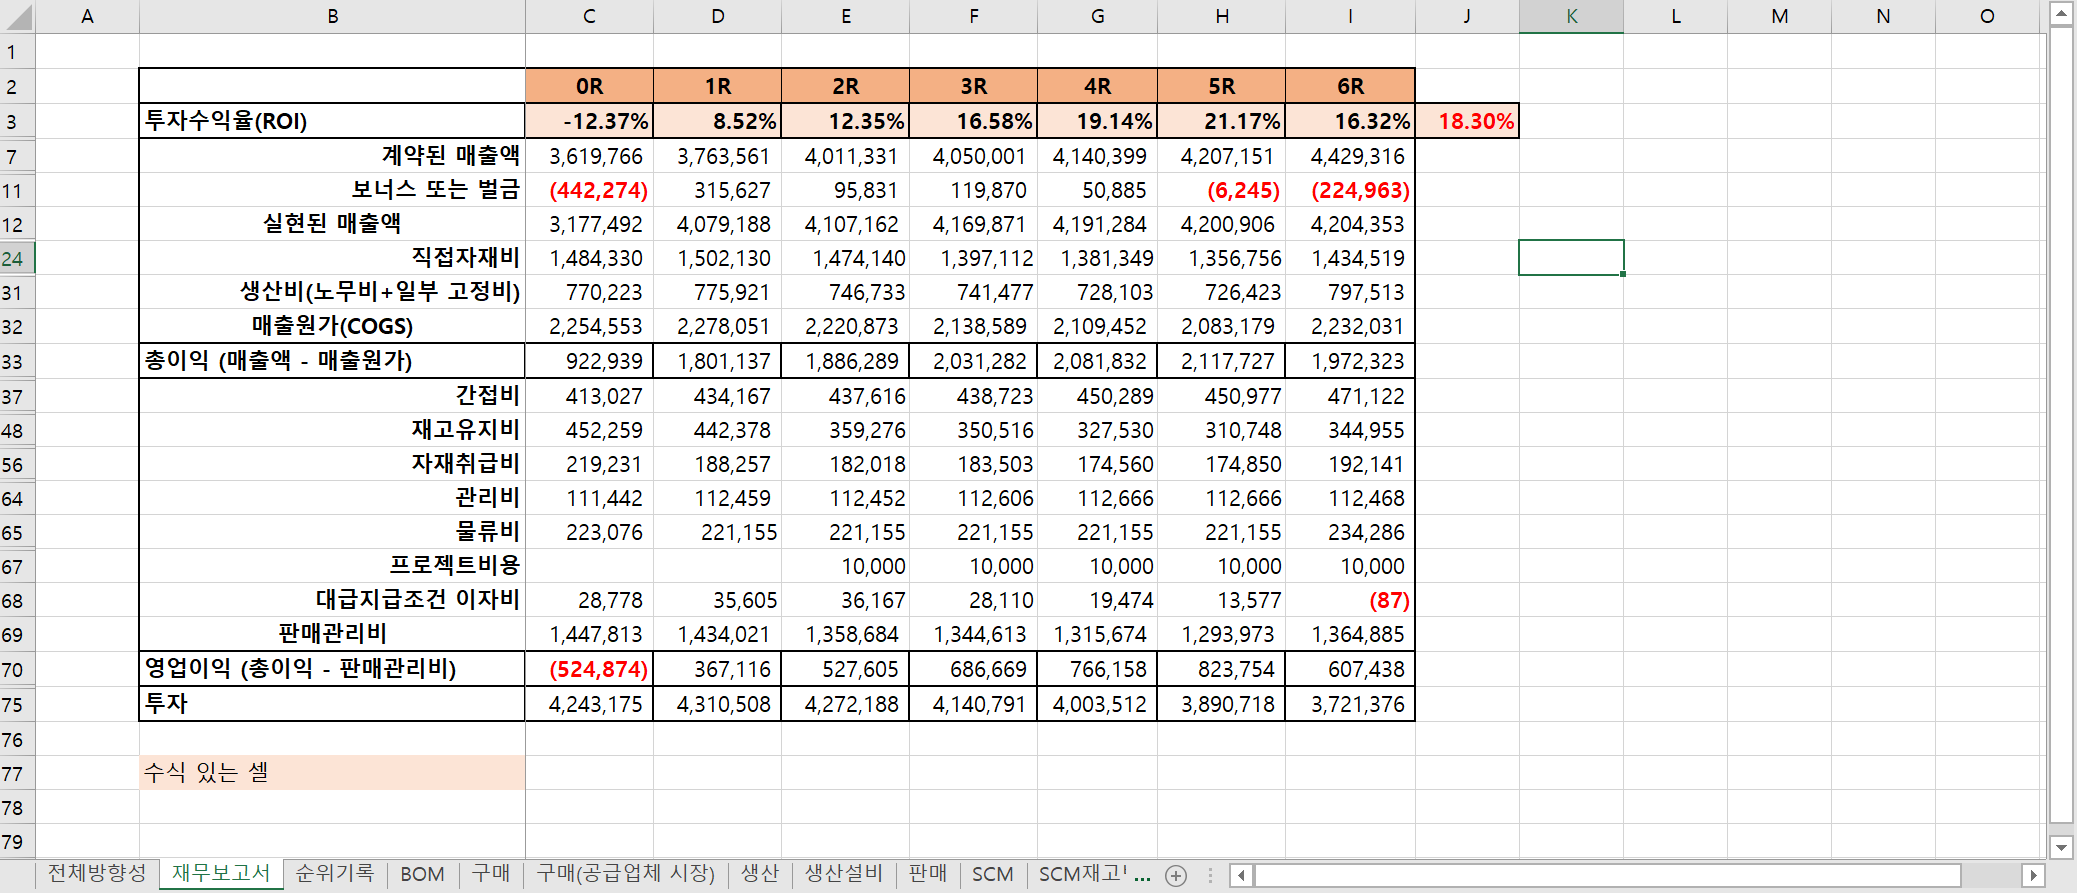 A B C D E F G H I J K L M N O
1
2 0R 1R 2R 3R 4R 5R 6R
3 투자수익율(ROI) -12.37% 8.52% 12.35% 16.58% 19.14% 21.17% 16.32% 18.30%
7 계약된 매출액 3,619,766 3,763,561 4,011,331 4,050,001 4,140,399 4,207,151 4,429,316
11 보너스 또는 벌금 (442,274) 315,627 95,831 119,870 50,885 (6,245) (224,963)
12 실현된 매출액 3,177,492 4,079,188 4,107,162 4,169,871 4,191,284 4,200,906 4,204,353
24 직접자재비 1,484,330 1,502,130 1,474,140 1,397,112 1,381,349 1,356,756 1,434,519
31 생산비(노무비+일부 고정비) 770,223 775,921 746,733 741,477 728,103 726,423 797,513
32 매출원가(COGS) 2,254,553 2,278,051 2,220,873 2,138,589 2,109,452 2,083,179 2,232,031
33 총이익 (매출액 - 매출원가) 922,939 1,801,137 1,886,289 2,031,282 2,081,832 2,117,727 1,972,323
37 간접비 413,027 434,167 437,616 438,723 450,289 450,977 471,122
48 재고유지비 452,259 442,378 359,276 350,516 327,530 310,748 344,955
56 자재취급비 219,231 188,257 182,018 183,503 174,560 174,850 192,141
64 관리비 111,442 112,459 112,452 112,606 112,666 112,666 112,468
65 물류비 223,076 221,155 221,155 221,155 221,155 221,155 234,286
67 프로젝트비용 10,000 10,000 10,000 10,000 10,000
68 대급지급조건 이자비 28,778 35,605 36,167 28,110 19,474 13,577 (87)
69 판매관리비 1,447,813 1,434,021 1,358,684 1,344,613 1,315,674 1,293,973 1,364,885
70 영업이익 (총이익 - 판매관리비) (524,874) 367,116 527,605 686,669 766,158 823,754 607,438
75 투자 4,243,175 4,310,508 4,272,188 4,140,791 4,003,512 3,890,718 3,721,376
76
77 수식 있는 셀
78
79
전체방향성 재무보고서 순위기록 BOM 구매 구매(공급업체 시장) 생산 생산설비 판매 SCM SCM재고 ...